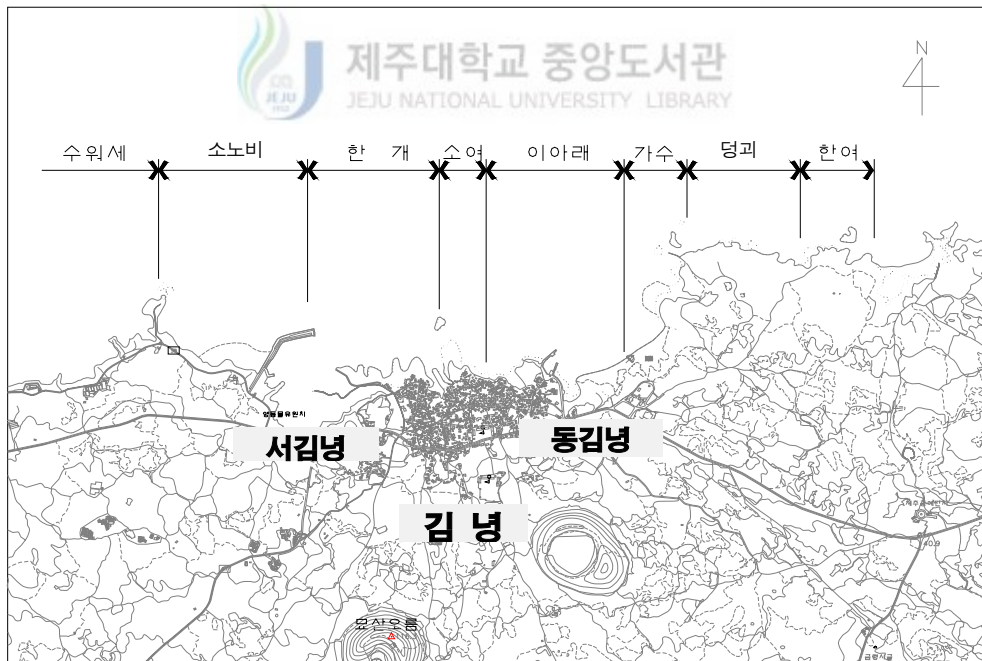 제주대학교 중앙도서관
JEJU NATIONAL UNIVERSITY LIBRARY
JEJU
1952
N
수워세 소노비 한 개 소여 이아래 가수 덩괴 한여
서김녕
동김녕
김 녕
묘산오름